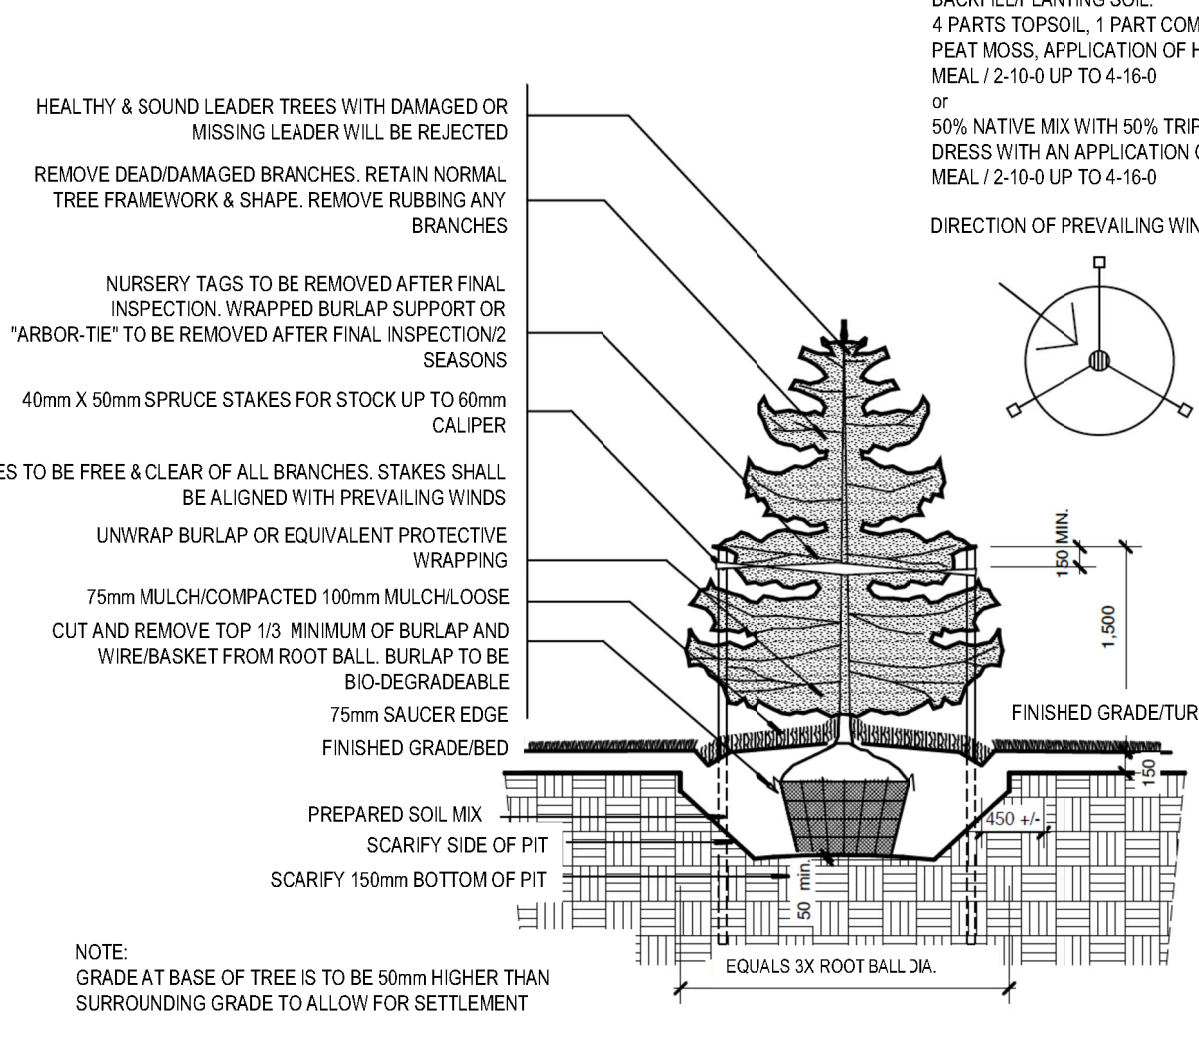 BACKFILL/PLANTING SOIL:
4 PARTS TOPSOIL, 1 PART COM
PEAT MOSS, APPLICATION OF H
MEAL / 2-10-0 UP TO 4-16-0
or
50% NATIVE MIX WITH 50% TRIP
DRESS WITH AN APPLICATION O
MEAL / 2-10-0 UP TO 4-16-0
DIRECTION OF PREVAILING WIN
HEALTHY & SOUND LEADER TREES WITH DAMAGED OR
MISSING LEADER WILL BE REJECTED
REMOVE DEAD/DAMAGED BRANCHES. RETAIN NORMAL
TREE FRAMEWORK & SHAPE. REMOVE RUBBING ANY
BRANCHES
NURSERY TAGS TO BE REMOVED AFTER FINAL
INSPECTION. WRAPPED BURLAP SUPPORT OR
"ARBOR-TIE" TO BE REMOVED AFTER FINAL INSPECTION/2
SEASONS
40mm X 50mm SPRUCE STAKES FOR STOCK UP TO 60mm
CALIPER
ES TO BE FREE & CLEAR OF ALL BRANCHES. STAKES SHALL
BE ALIGNED WITH PREVAILING WINDS
UNWRAP BURLAP OR EQUIVALENT PROTECTIVE
WRAPPING
75mm MULCH/COMPACTED 100mm MULCH/LOOSE
CUT AND REMOVE TOP 1/3 MINIMUM OF BURLAP AND
WIRE/BASKET FROM ROOT BALL. BURLAP TO BE
BIO-DEGRADEABLE
75mm SAUCER EDGE
FINISHED GRADE/BED
PREPARED SOIL MIX
SCARIFY SIDE OF PIT
SCARIFY 150mm BOTTOM OF PIT
150 MIN.
1,500
FINISHED GRADE/TUR
150
450 +/-
50 min.
EQUALS 3X ROOT BALL DIA.
NOTE:
GRADE AT BASE OF TREE IS TO BE 50mm HIGHER THAN
SURROUNDING GRADE TO ALLOW FOR SETTLEMENT